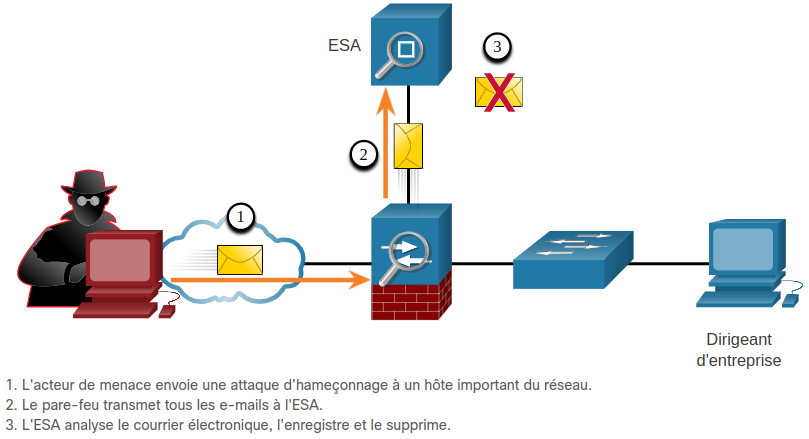 ESA
3
2
1
Dirigeant
d'entreprise
1. L'acteur de menace envoie une attaque d'hameçonnage à un hôte important du réseau.
2. Le pare-feu transmet tous les e-mails à l'ESA.
3. L'ESA analyse le courrier électronique, l'enregistre et le supprime.